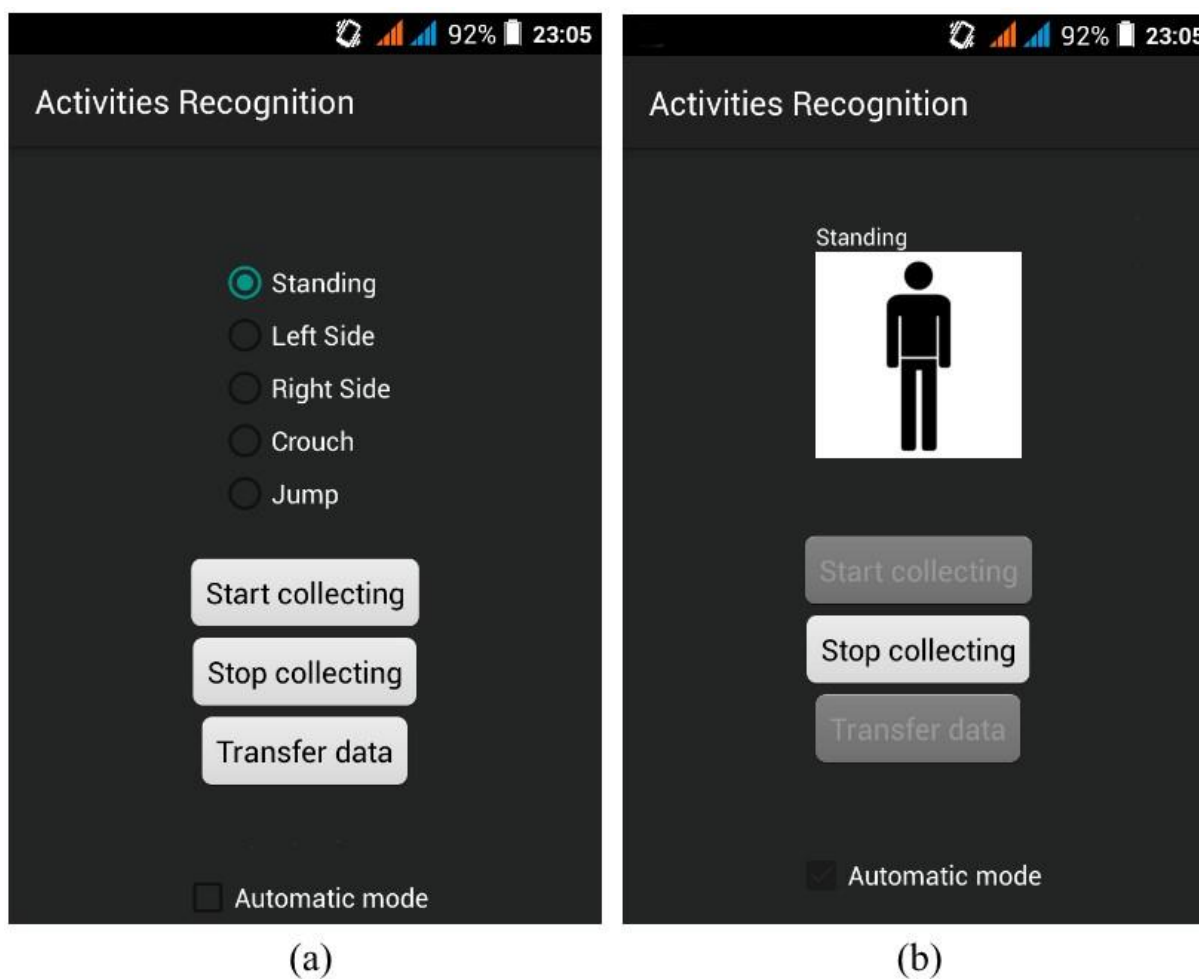 92% 23:05
Activities Recognition
Standing
Left Side
Right Side
Crouch
Jump
Start collecting
Stop collecting
Transfer data
Automatic mode
(a)
92% 23:05
Activities Recognition
Standing
Start collecting
Stop collecting
Transfer data
Automatic mode
(b)